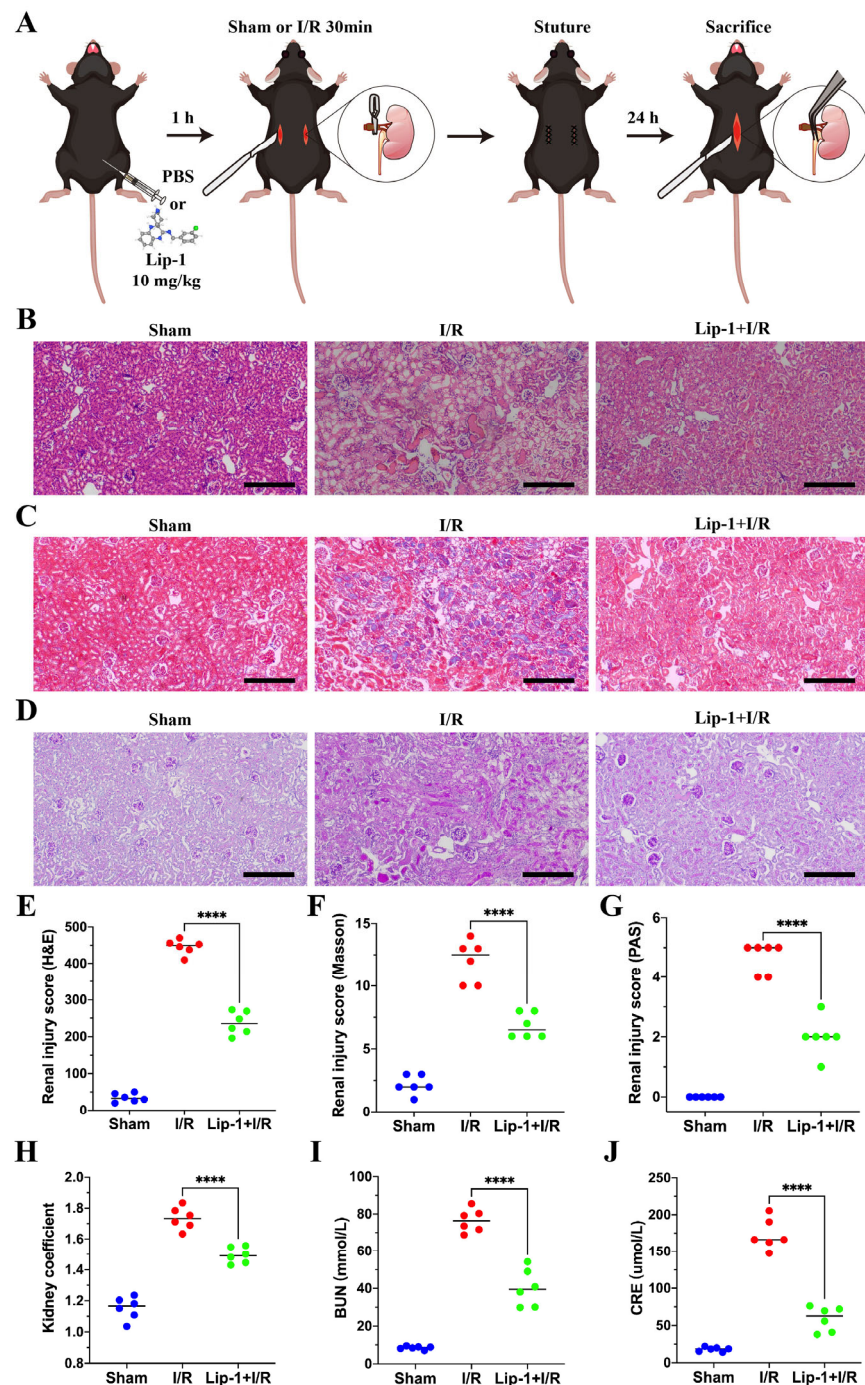 A
Sham or I/R 30min
Stuture
Sacrifice
1 h
24 h
PBS
or
Lip-1
10 mg/kg
B
Sham
I/R
Lip-1+I/R
C
Sham
I/R
Lip-1+I/R
D
Sham
I/R
Lip-1+I/R
E
Renal injury score (H&E)
500
450
400
350
300
250
200
150
100
50
0
****
Sham
I/R
Lip-1+I/R
F
Renal injury score (Masson)
15
10
5
0
****
Sham
I/R
Lip-1+I/R
G
Renal injury score (PAS)
6
4
2
0
****
Sham
I/R
Lip-1+I/R
H
Kidney coefficient
2.0
1.8
1.6
1.4
1.2
1.0
0.8
****
Sham
I/R
Lip-1+I/R
I
BUN (mmol/L)
100
80
60
40
20
0
****
Sham
I/R
Lip-1+I/R
J
CRE (umol/L)
250
200
150
100
50
0
****
Sham
I/R
Lip-1+I/R